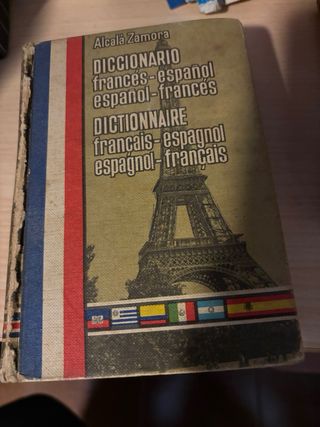 Alcalá Zamora
DICCIONARIO
francés-español
español-francés
DICTIONNAIRE
français-espagnol
espagnol-français